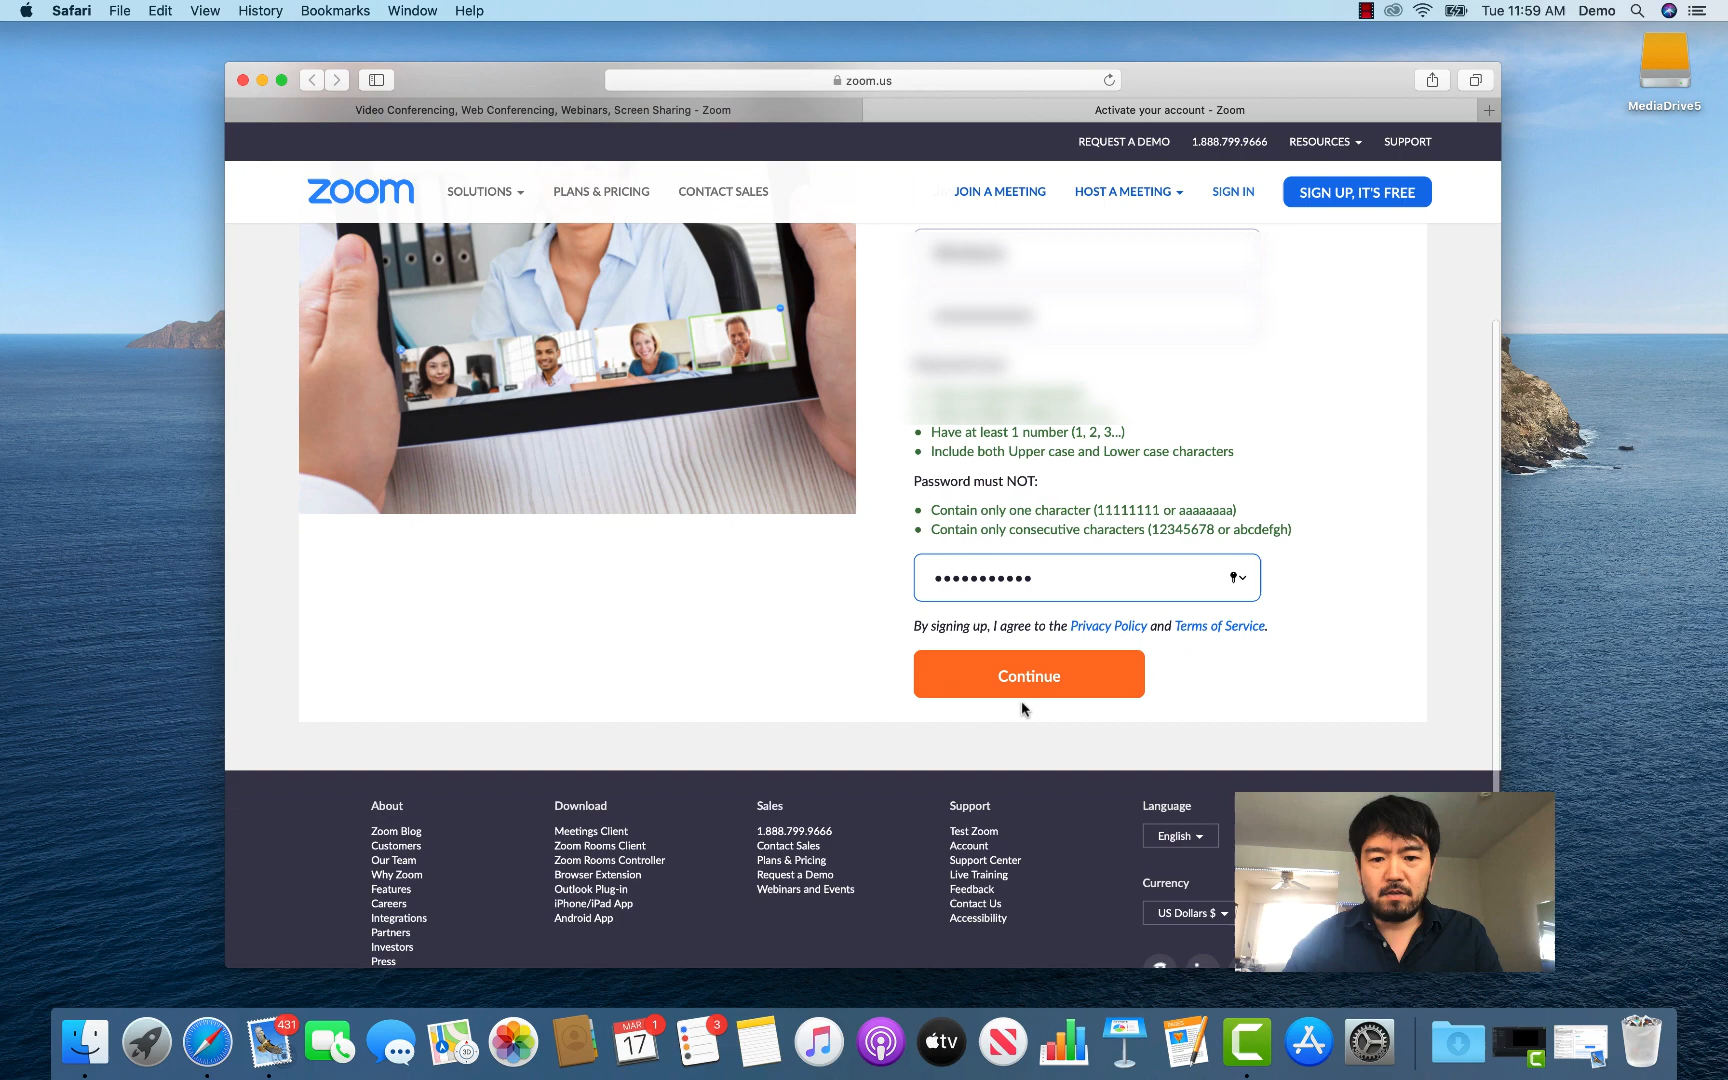 Safari File Edit View History Bookmarks Window Help
Tue 11:59 AM Demo
MediaDrive5
zoom.us
Video Conferencing, Web Conferencing, Webinars, Screen Sharing - Zoom
Activate your account - Zoom
REQUEST A DEMO 1.888.799.9666 RESOURCES SUPPORT
zoom SOLUTIONS PLANS & PRICING CONTACT SALES JOIN A MEETING HOST A MEETING SIGN IN SIGN UP, IT'S FREE
• Have at least 1 number (1, 2, 3...)
• Include both Upper case and Lower case characters
Password must NOT:
• Contain only one character (11111111 or aaaaaaaa)
• Contain only consecutive characters (12345678 or abcdefgh)
By signing up, I agree to the Privacy Policy and Terms of Service.
Continue
About
Zoom Blog
Customers
Our Team
Why Zoom
Features
Careers
Integrations
Partners
Investors
Press
Download
Meetings Client
Zoom Rooms Client
Zoom Rooms Controller
Browser Extension
Outlook Plug-in
iPhone/iPad App
Android App
Sales
1.888.799.9666
Contact Sales
Plans & Pricing
Request a Demo
Webinars and Events
Support
Test Zoom
Account
Support Center
Live Training
Feedback
Contact Us
Accessibility
Language
English
Currency
US Dollars $
431
3D
MAR
17
1
3
tv